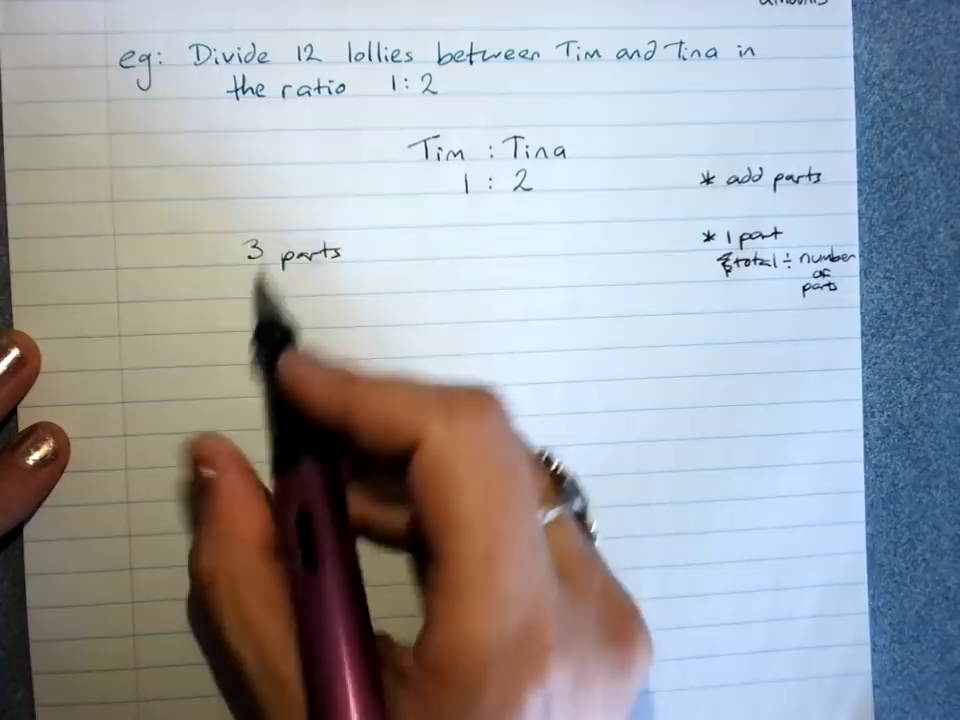 eg: Divide 12 lollies between Tim and Tina in
the ratio 1:2
Tim : Tina
1 : 2
* add parts
3 parts
* 1 part
total ÷ number
of
parts